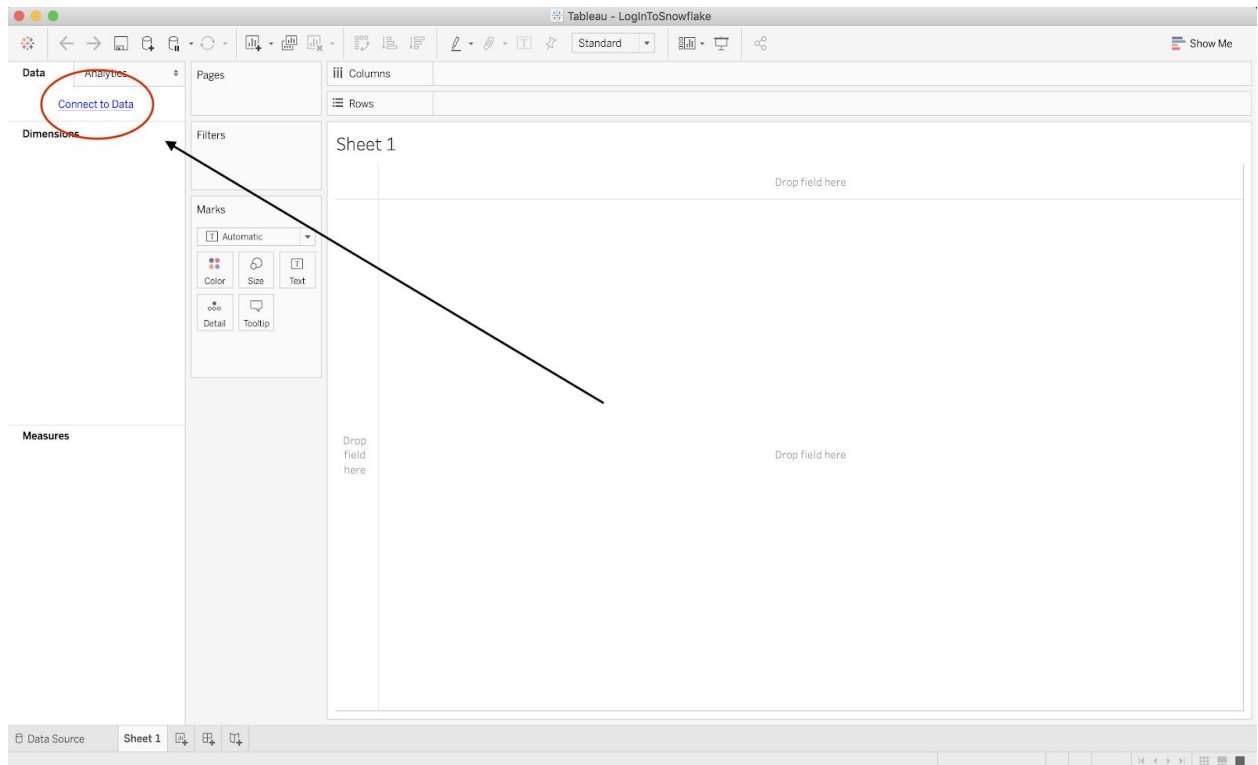 Tableau - LogInToSnowflake
Standard
Show Me
Data
Analytics
Connect to Data
Dimensions
Measures
Pages
Filters
Marks
T Automatic
Color Size Text
Detail Tooltip
Columns
Rows
Sheet 1
Drop field here
Drop
field
here
Drop field here
Data Source
Sheet 1